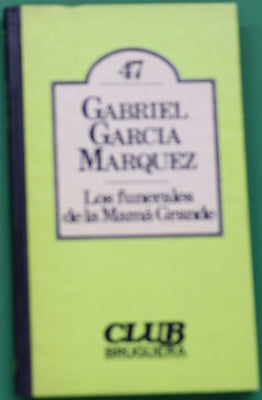 47
GABRIEL
GARCIA
MARQUEZ
Los funerales
de la Mamá Grande
CLUB
BRUGUERA